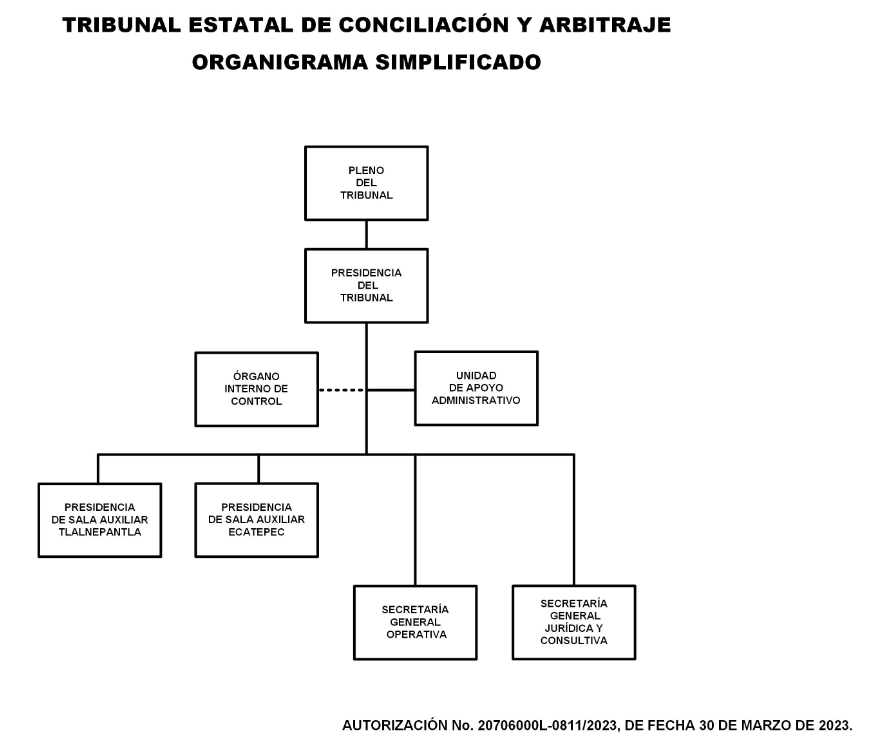 TRIBUNAL ESTATAL DE CONCILIACIÓN Y ARBITRAJE
ORGANIGRAMA SIMPLIFICADO
PLENO
DEL
TRIBUNAL
PRESIDENCIA
DEL
TRIBUNAL
ÓRGANO
INTERNO DE
CONTROL
UNIDAD
DE APOYO
ADMINISTRATIVO
PRESIDENCIA
DE SALA AUXILIAR
TLALNEPANTLA
PRESIDENCIA
DE SALA AUXILIAR
ECATEPEC
SECRETARÍA
GENERAL
OPERATIVA
SECRETARÍA
GENERAL
JURÍDICA Y
CONSULTIVA
AUTORIZACIÓN No. 20706000L-0811/2023, DE FECHA 30 DE MARZO DE 2023.